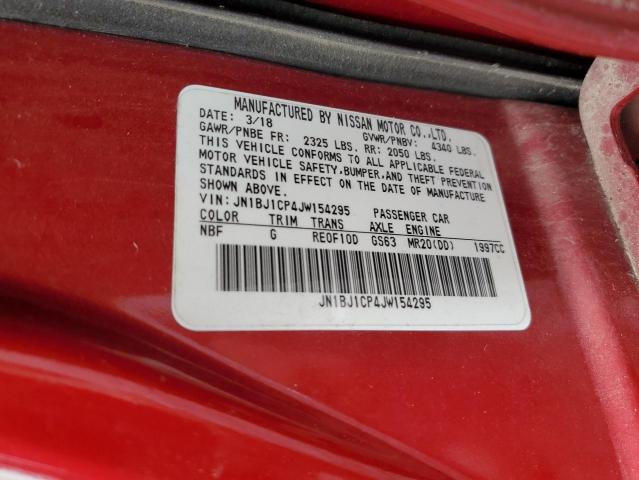 MANUFACTURED BY NISSAN MOTOR CO.,LTD.
DATE: 3/18 GVWR/PNBV: 4340 LBS.
GAWR/PNBE FR: 2325 LBS. RR: 2050 LBS.
THIS VEHICLE CONFORMS TO ALL APPLICABLE FEDERAL
MOTOR VEHICLE SAFETY,BUMPER,AND THEFT PREVENTION
STANDARDS IN EFFECT ON THE DATE OF MANUFACTURE
SHOWN ABOVE.
VIN: JN1BJ1CP4JW154295 PASSENGER CAR
COLOR TRIM TRANS AXLE ENGINE
NBF G RE0F10D GS63 MR20(DD) 1997CC
JN1BJ1CP4JW154295